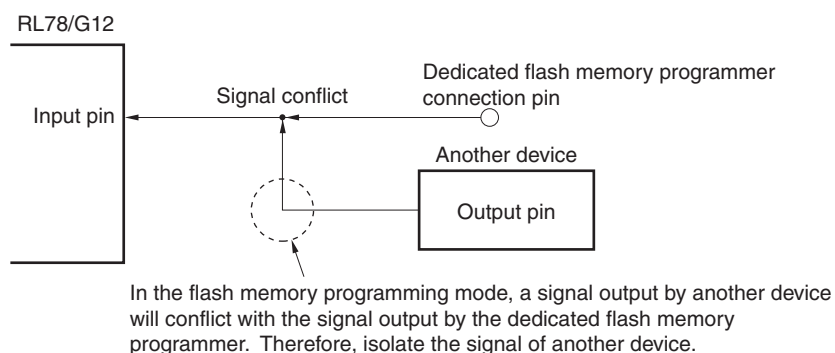 RL78/G12
Dedicated flash memory programmer
connection pin
Signal conflict
Input pin
Another device
Output pin
In the flash memory programming mode, a signal output by another device
will conflict with the signal output by the dedicated flash memory
programmer. Therefore, isolate the signal of another device.